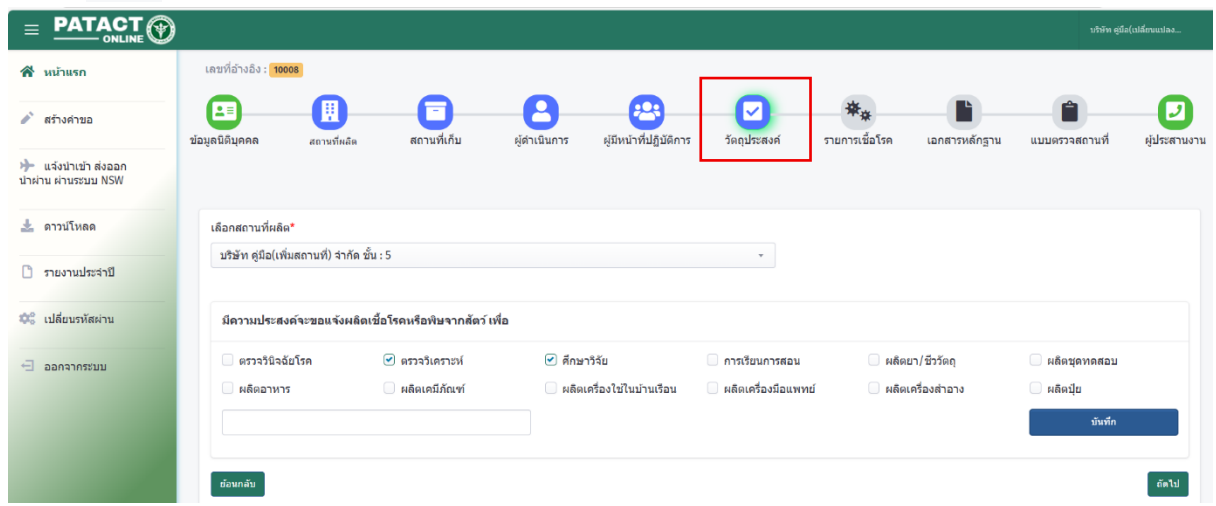 PATACT
ONLINE
บริษัท คู่มือ(เปลี่ยนแปลง...
หน้าแรก
สร้างคำขอ
แจ้งนำเข้า ส่งออก
นำผ่าน ผ่านระบบ NSW
ดาวน์โหลด
รายงานประจำปี
เปลี่ยนรหัสผ่าน
ออกจากระบบ
เลขที่อ้างอิง : 10008
ข้อมูลนิติบุคคล สถานที่ผลิต สถานที่เก็บ ผู้ดำเนินการ ผู้มีหน้าที่ปฏิบัติการ วัตถุประสงค์ รายการเชื้อโรค เอกสารหลักฐาน แบบตรวจสถานที่ ผู้ประสานงาน
เลือกสถานที่ผลิต*
บริษัท คู่มือ(เพิ่มสถานที่) จำกัด ชั้น : 5
มีความประสงค์จะขอแจ้งผลิตเชื้อโรคหรือพิษจากสัตว์ เพื่อ
ตรวจวินิจฉัยโรค ตรวจวิเคราะห์ ศึกษาวิจัย การเรียนการสอน ผลิตยา/ชีววัตถุ ผลิตชุดทดสอบ
ผลิตอาหาร ผลิตเคมีภัณฑ์ ผลิตเครื่องใช้ในบ้านเรือน ผลิตเครื่องมือแพทย์ ผลิตเครื่องสำอาง ผลิตปุ๋ย
บันทึก
ย้อนกลับ ถัดไป